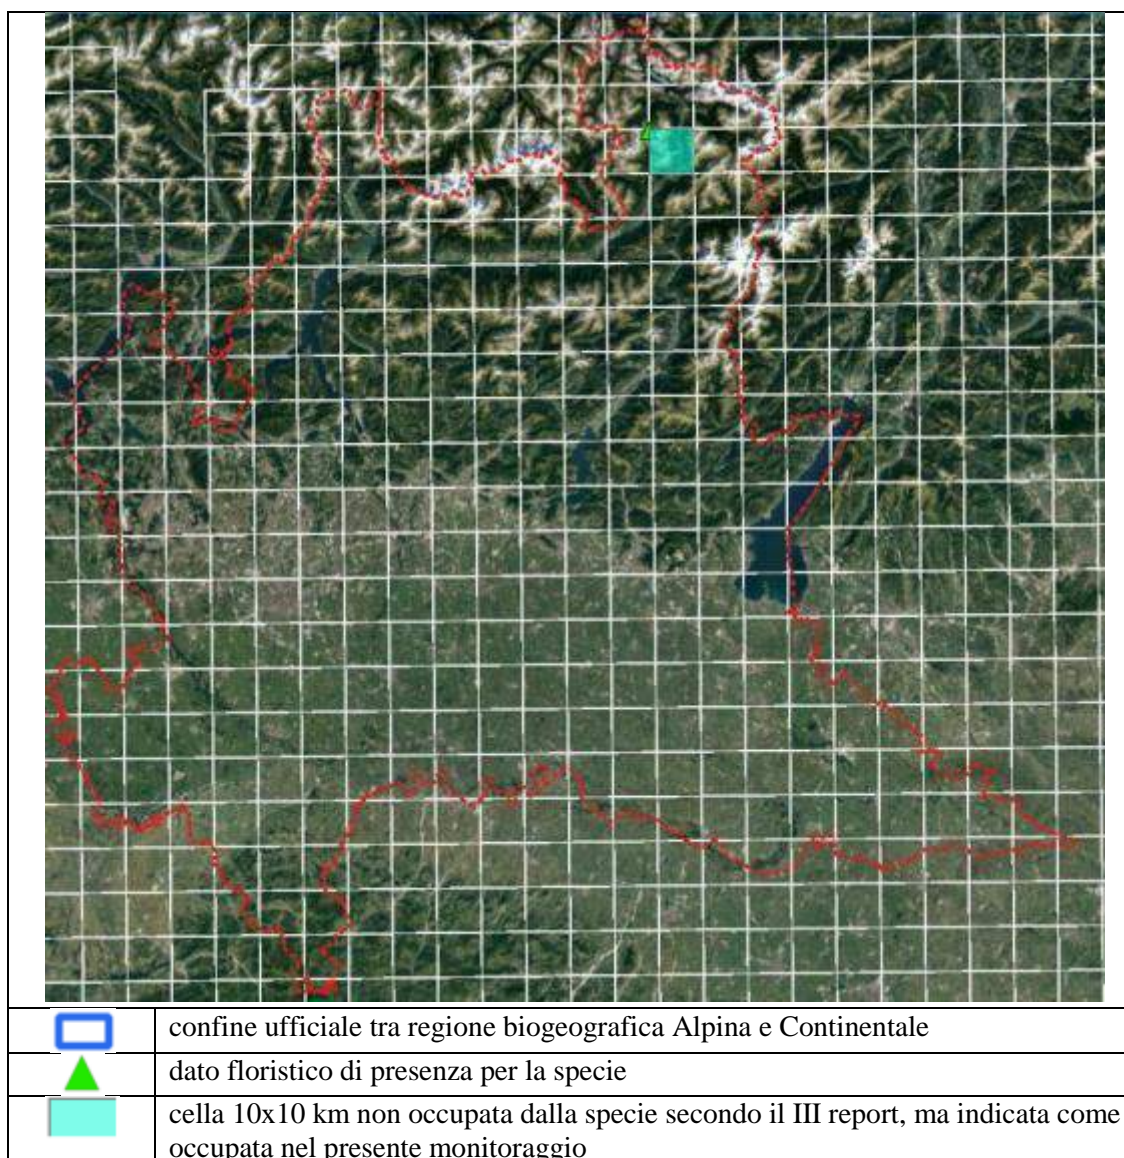 confine ufficiale tra regione biogeografica Alpina e Continentale
dato floristico di presenza per la specie
cella 10x10 km non occupata dalla specie secondo il III report, ma indicata come
occupata nel presente monitoraggio